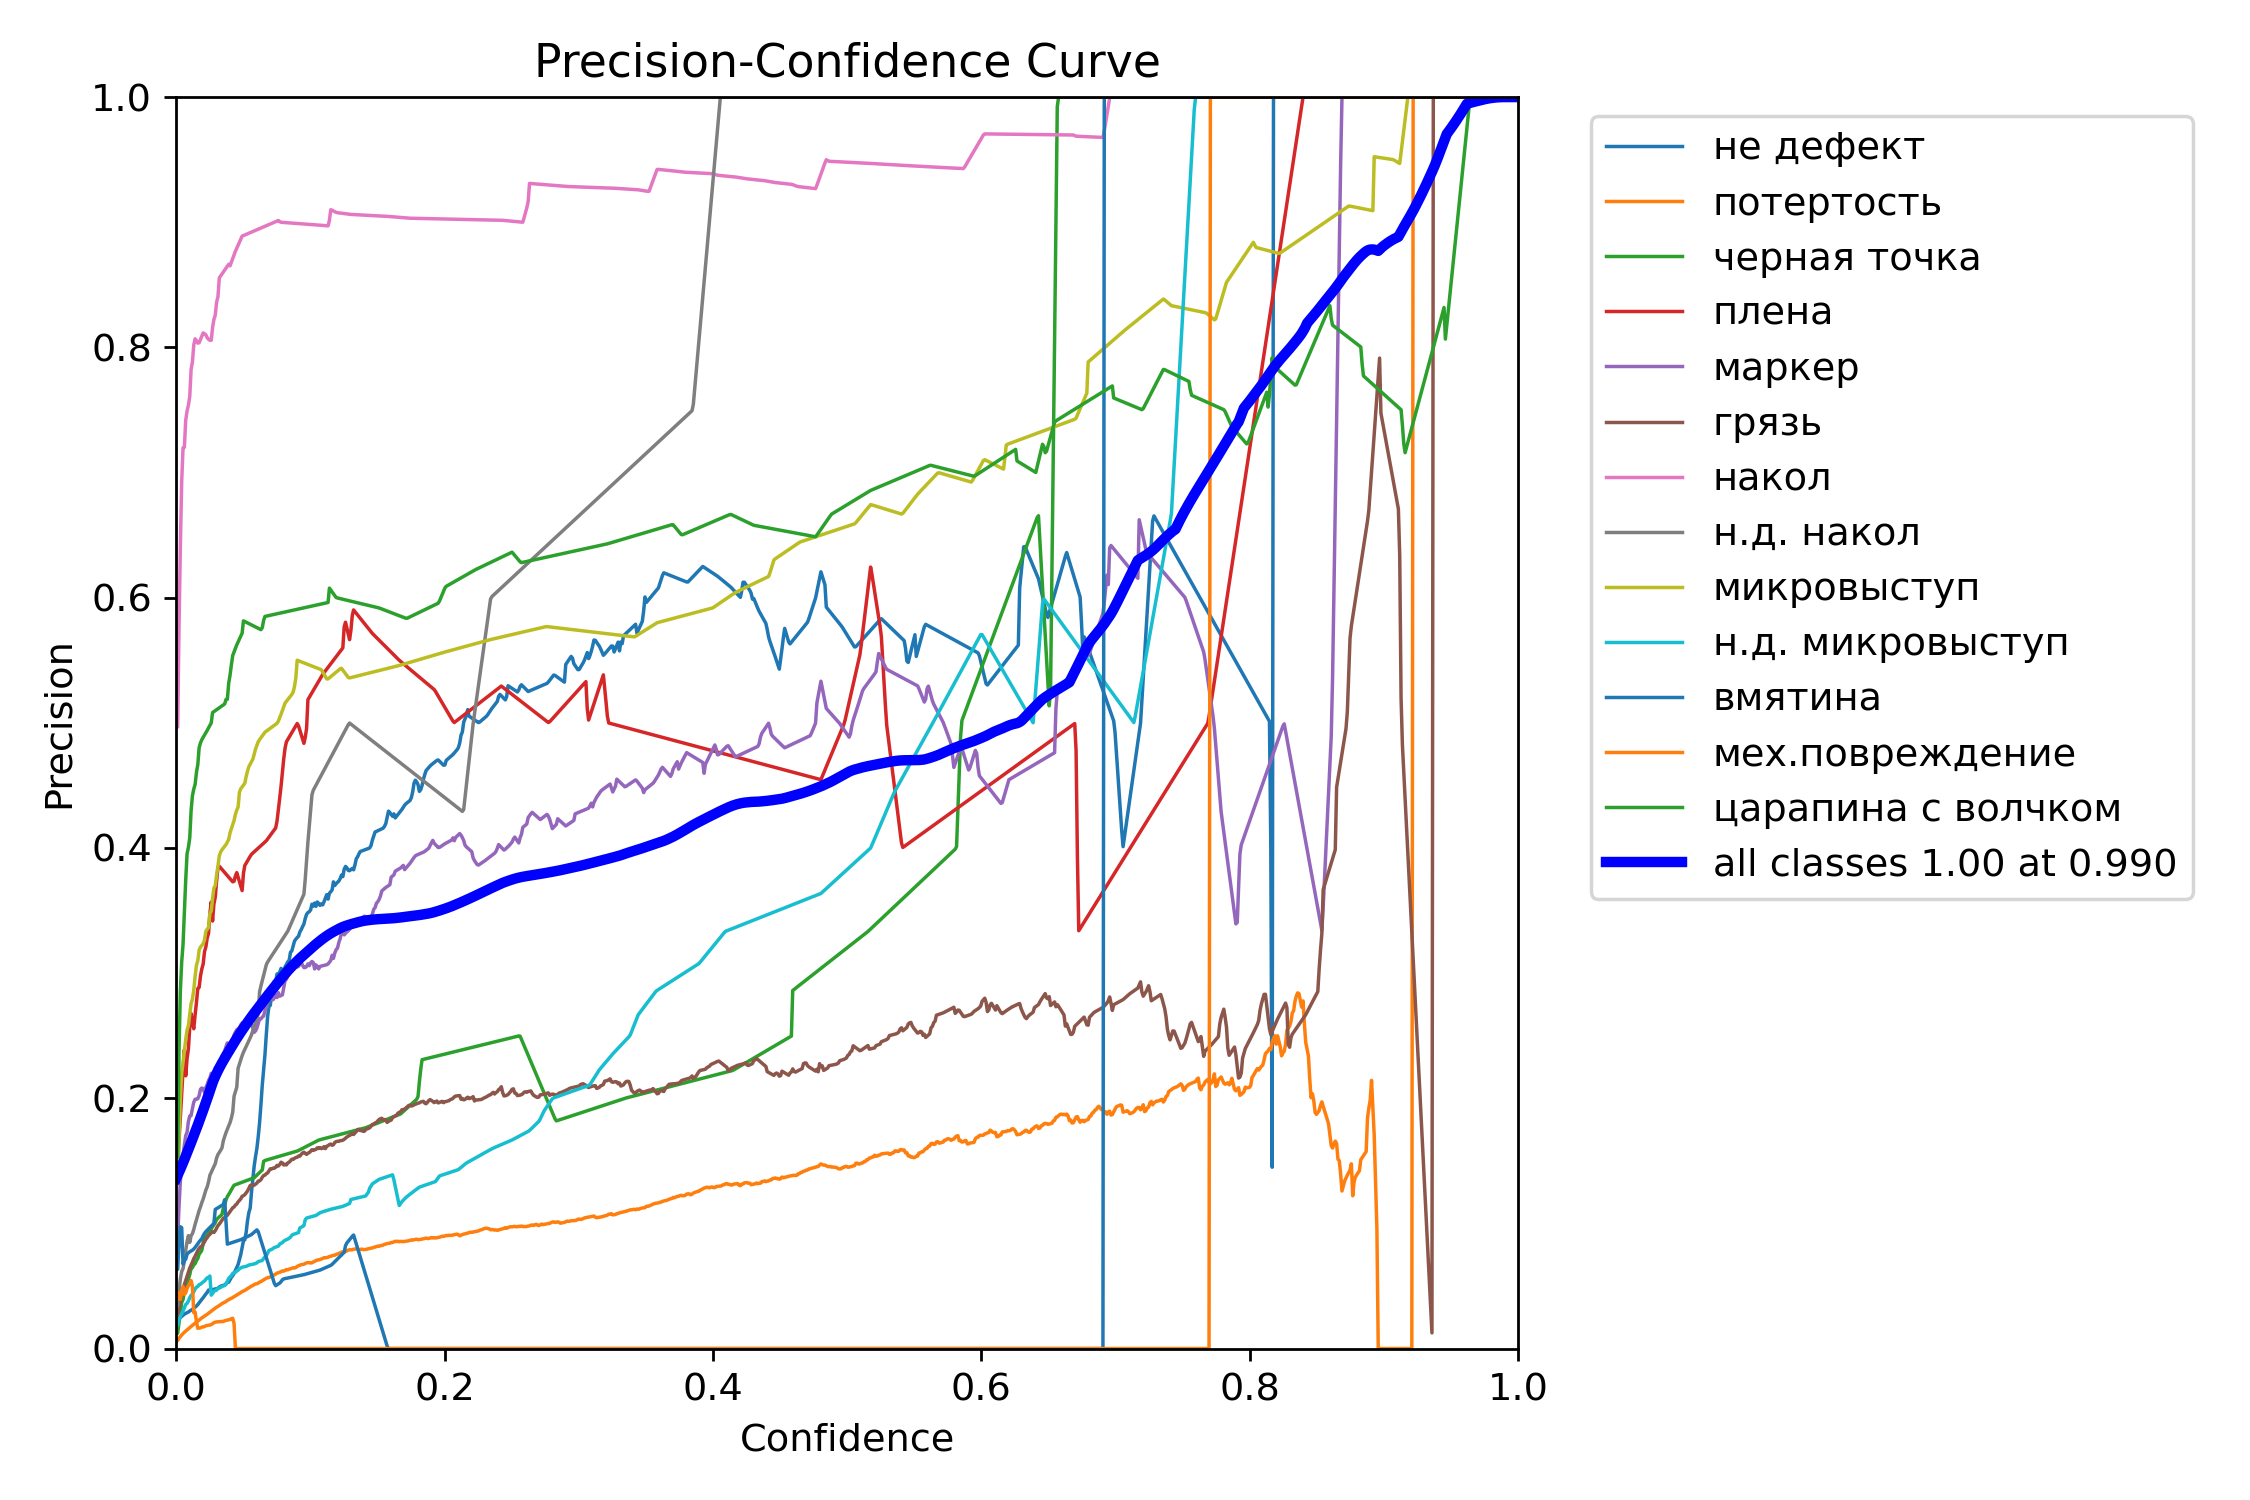 Precision-Confidence Curve
1.0
0.8
0.6
0.4
0.2
0.0
Precision
0.0 0.2 0.4 0.6 0.8 1.0
Confidence
не дефект
потертость
черная точка
плена
маркер
грязь
накол
н.д. накол
микровыступ
н.д. микровыступ
вмятина
мех.повреждение
царапина с волчком
all classes 1.00 at 0.990